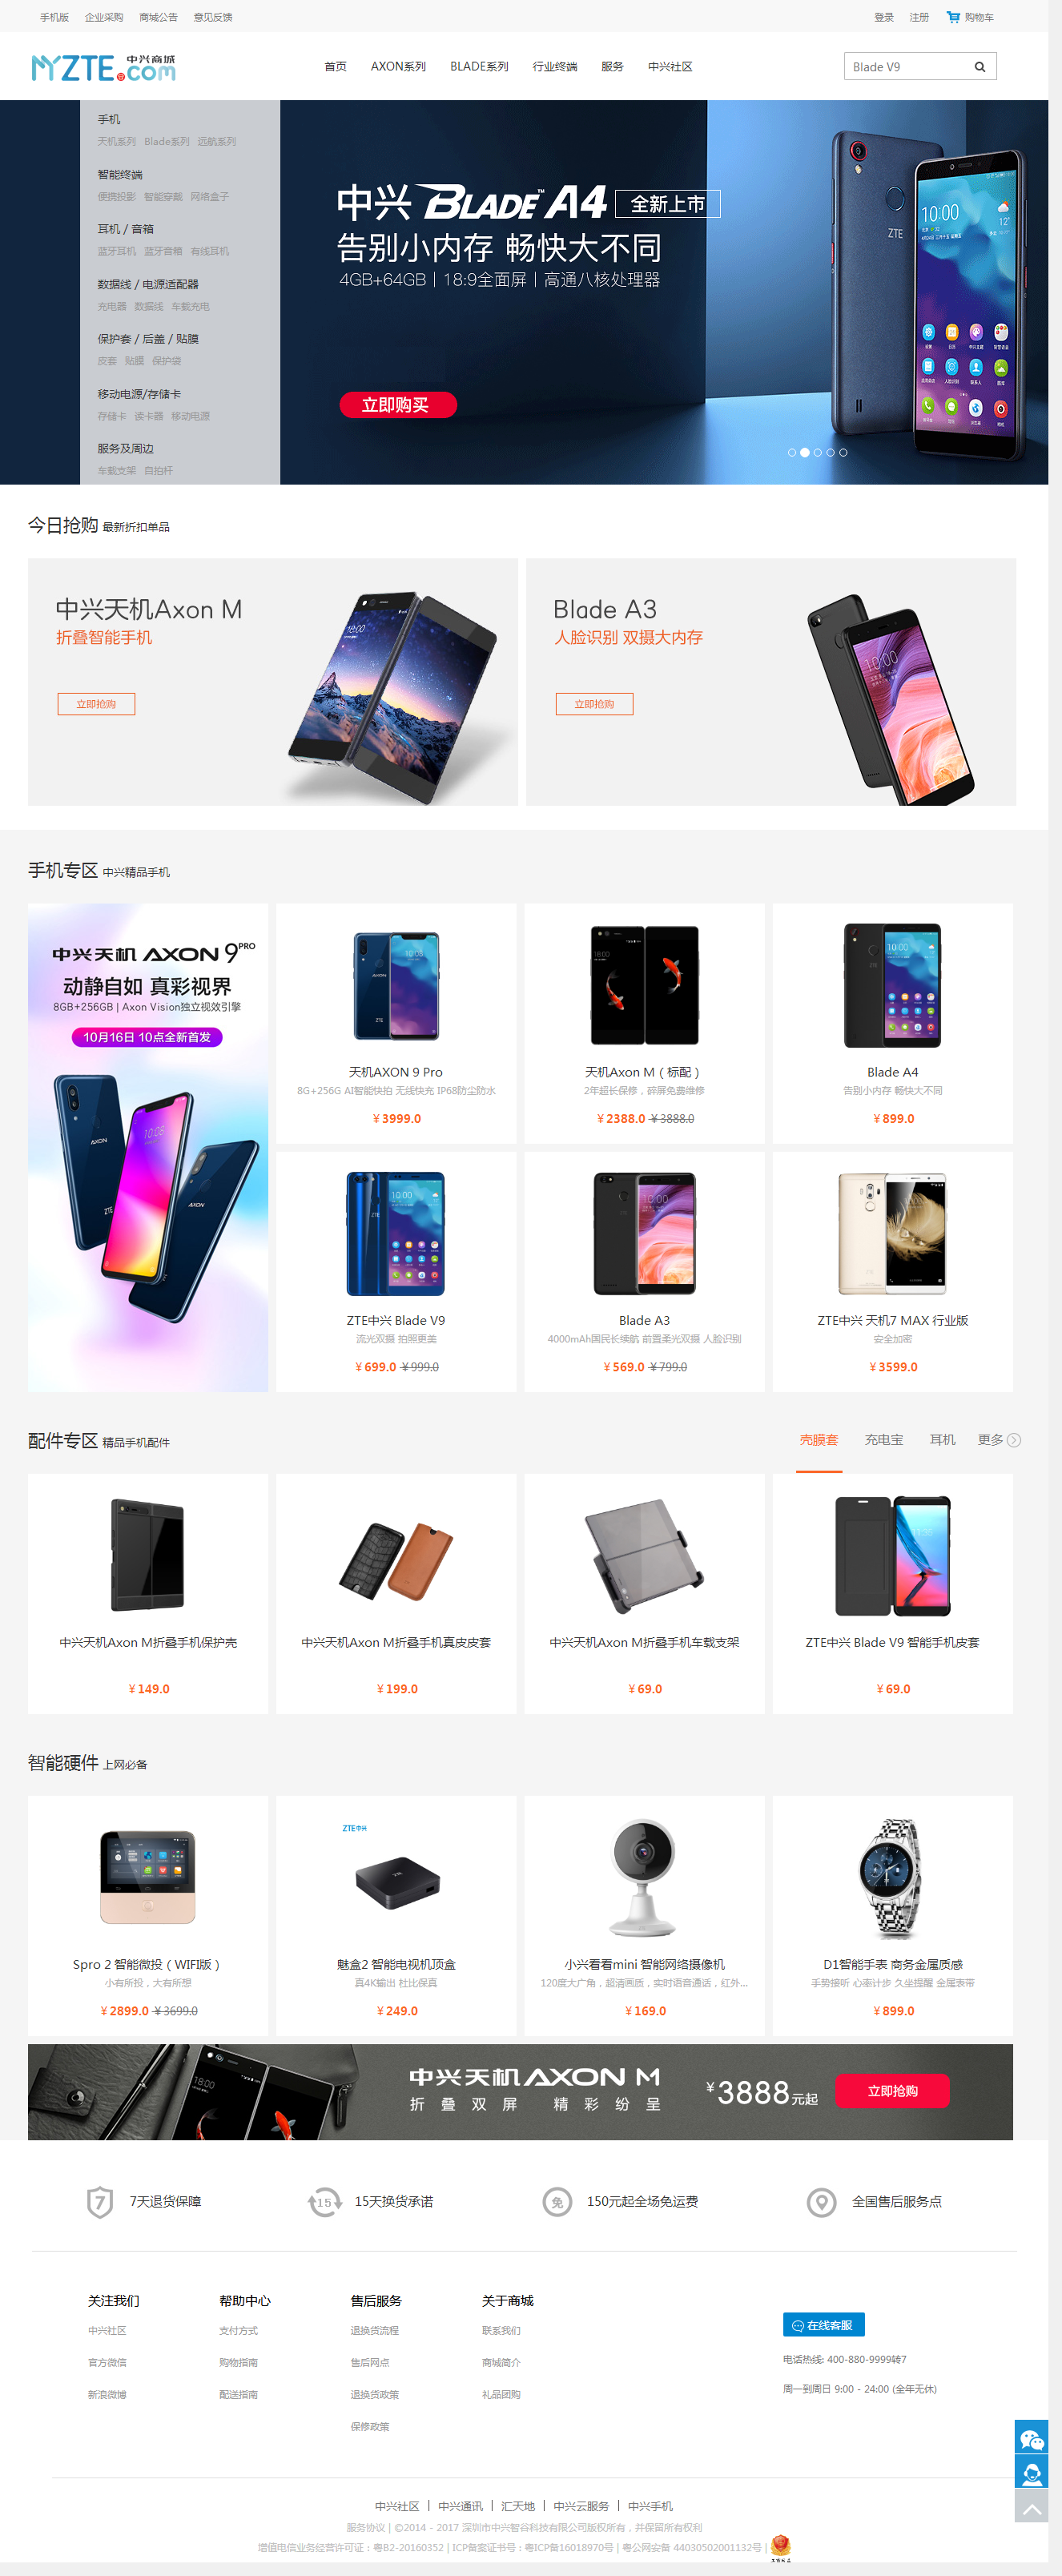 手机版 企业采购 商城公告 意见反馈 登录 注册 购物车
MYZTE.com 中兴商城
首页 AXON系列 BLADE系列 行业终端 服务 中兴社区 Blade V9
手机
天机系列 Blade系列 远航系列
智能终端
便携投影 智能穿戴 网络盒子
耳机 / 音箱
蓝牙耳机 蓝牙音箱 有线耳机
数据线 / 电源适配器
充电器 数据线 车载充电
保护套 / 后盖 / 贴膜
皮套 贴膜 保护袋
移动电源/存储卡
存储卡 读卡器 移动电源
服务及周边
车载支架 自拍杆
中兴 BLADE™ A4 全新上市
告别小内存 畅快大不同
4GB+64GB | 18:9全面屏 | 高通八核处理器
立即购买
今日抢购 最新折扣单品
中兴天机Axon M
折叠智能手机
立即抢购
Blade A3
人脸识别 双摄大内存
立即抢购
手机专区 中兴精品手机
中兴天机 AXON 9 PRO
动静自如 真彩视界
8GB+256GB | Axon Vision独立视效引擎
10月16日 10点全新首发
天机AXON 9 Pro
8G+256G AI智能快拍 无线快充 IP68防尘防水
¥3999.0
天机Axon M（标配）
2年超长保修，碎屏免费维修
¥2388.0 ¥3888.0
Blade A4
告别小内存 畅快大不同
¥899.0
ZTE中兴 Blade V9
流光双摄 拍照更美
¥699.0 ¥999.0
Blade A3
4000mAh国民长续航 前置柔光双摄 人脸识别
¥569.0 ¥799.0
ZTE中兴 天机7 MAX 行业版
安全加密
¥3599.0
配件专区 精品手机配件 壳膜套 充电宝 耳机 更多
中兴天机Axon M折叠手机保护壳
¥149.0
中兴天机Axon M折叠手机真皮皮套
¥199.0
中兴天机Axon M折叠手机车载支架
¥69.0
ZTE中兴 Blade V9 智能手机皮套
¥69.0
智能硬件 上网必备
Spro 2 智能微投（WIFI版）
小有所投，大有所想
¥2899.0 ¥3699.0
ZTE中兴
魅盒2 智能电视机顶盒
真4K输出 杜比保真
¥249.0
小兴看看mini 智能网络摄像机
120度大广角，超清画质，实时语音通话，红外...
¥169.0
D1智能手表 商务金属质感
手势接听 心率计步 久坐提醒 金属表带
¥899.0
中兴天机 AXON M
折叠双屏 精彩纷呈
¥3888元起
立即抢购
7 7天退货保障 15 15天换货承诺 免 150元起全场免运费 全国售后服务点
关注我们
中兴社区
官方微信
新浪微博
帮助中心
支付方式
购物指南
配送指南
售后服务
退换货流程
售后网点
退换货政策
保修政策
关于商城
联系我们
商城简介
礼品团购
在线客服
电话热线: 400-880-9999转7
周一到周日 9:00 - 24:00 (全年无休)
中兴社区 | 中兴通讯 | 汇天地 | 中兴云服务 | 中兴手机
服务协议 | ©2014 - 2017 深圳市中兴智谷科技有限公司版权所有，并保留所有权利
增值电信业务经营许可证：粤B2-20160352 | ICP备案证书号：粤ICP备16018970号 | 粤公网安备 44030502001132号 |